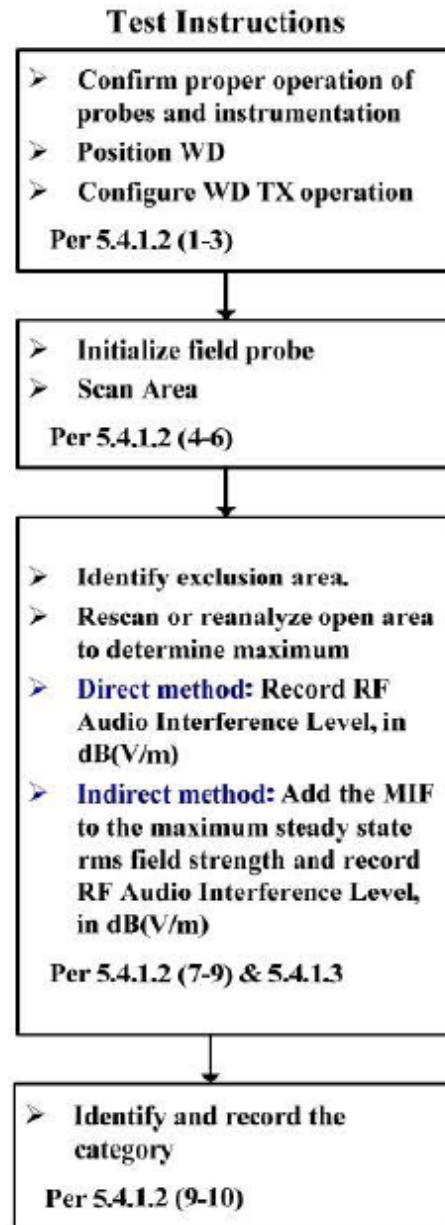 Test Instructions
➤ Confirm proper operation of
probes and instrumentation
➤ Position WD
➤ Configure WD TX operation
Per 5.4.1.2 (1-3)
➤ Initialize field probe
➤ Scan Area
Per 5.4.1.2 (4-6)
➤ Identify exclusion area.
➤ Rescan or reanalyze open area
to determine maximum
➤ Direct method: Record RF
Audio Interference Level, in
dB(V/m)
➤ Indirect method: Add the MIF
to the maximum steady state
rms field strength and record
RF Audio Interference Level,
in dB(V/m)
Per 5.4.1.2 (7-9) & 5.4.1.3
➤ Identify and record the
category
Per 5.4.1.2 (9-10)